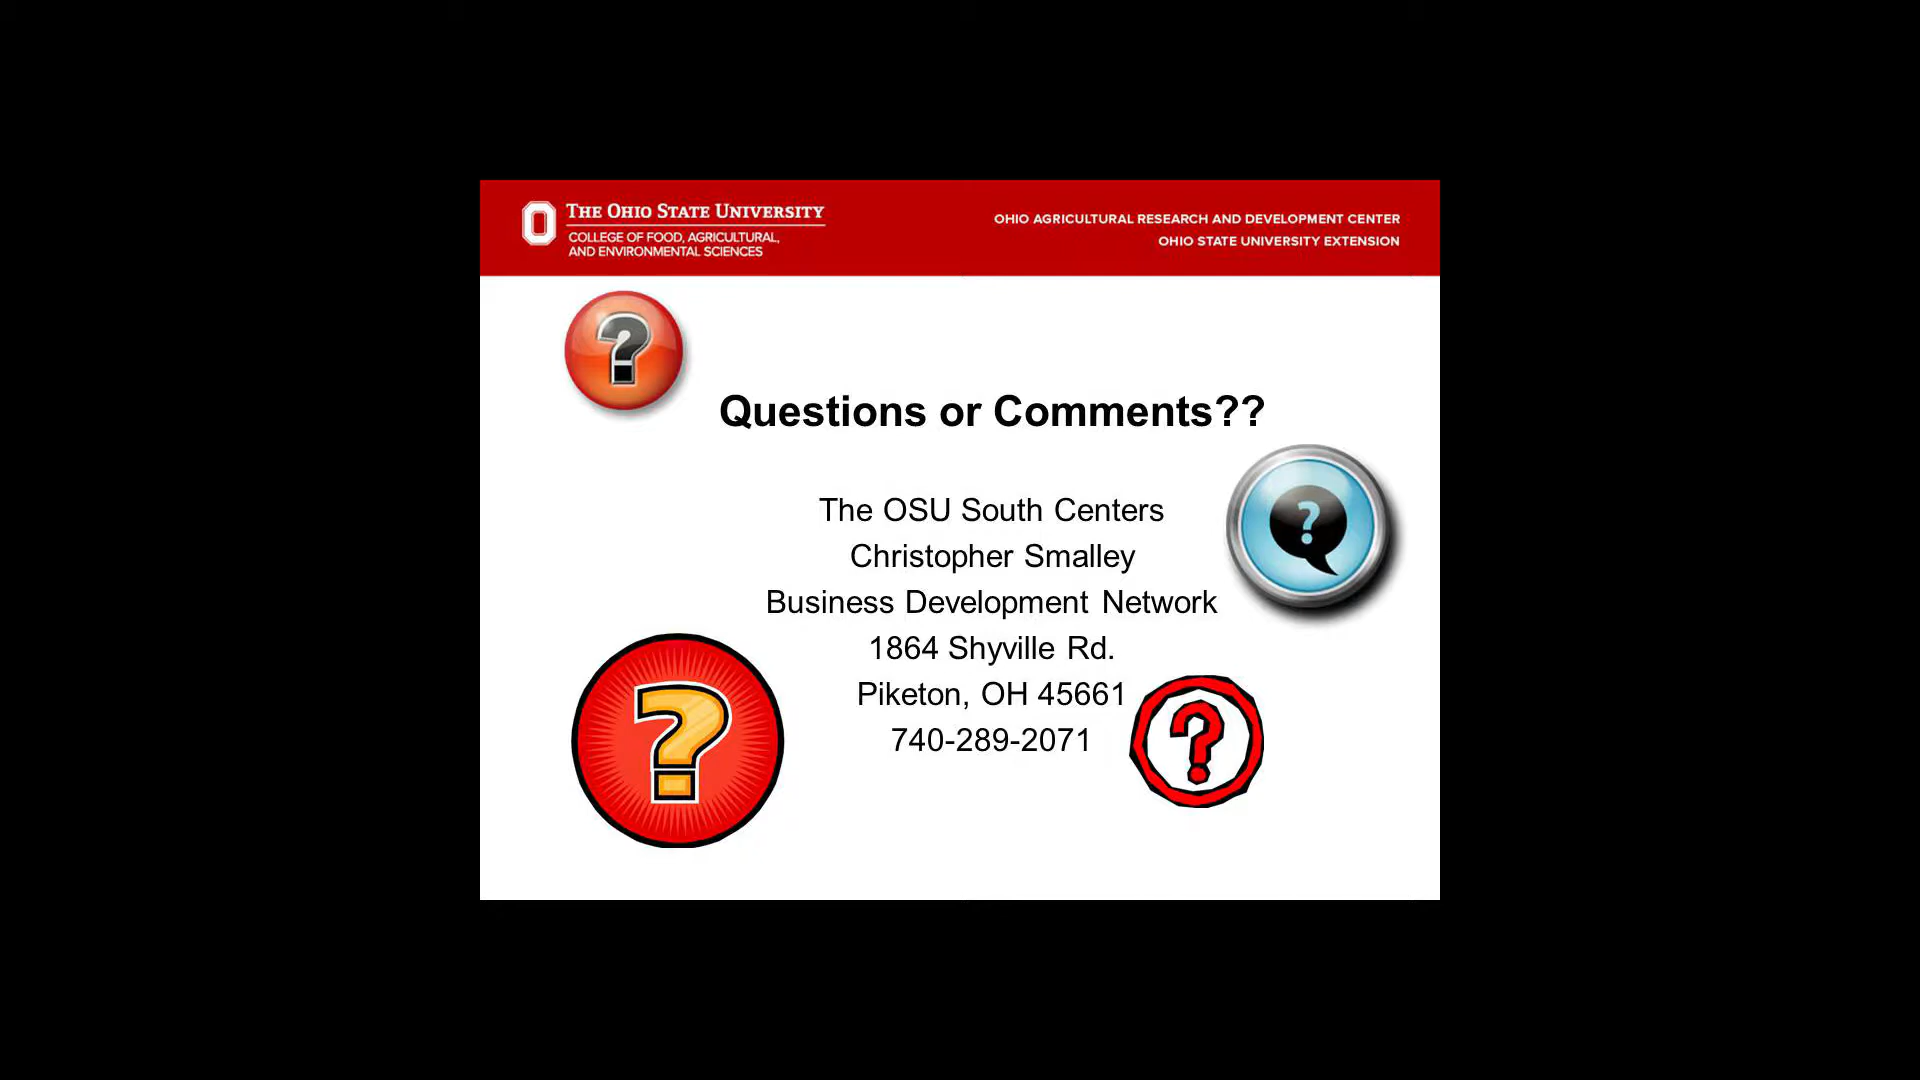 THE OHIO STATE UNIVERSITY
COLLEGE OF FOOD, AGRICULTURAL,
AND ENVIRONMENTAL SCIENCES
OHIO AGRICULTURAL RESEARCH AND DEVELOPMENT CENTER
OHIO STATE UNIVERSITY EXTENSION
?
Questions or Comments??
?
The OSU South Centers
Christopher Smalley
Business Development Network
1864 Shyville Rd.
Piketon, OH 45661
740-289-2071
?
?